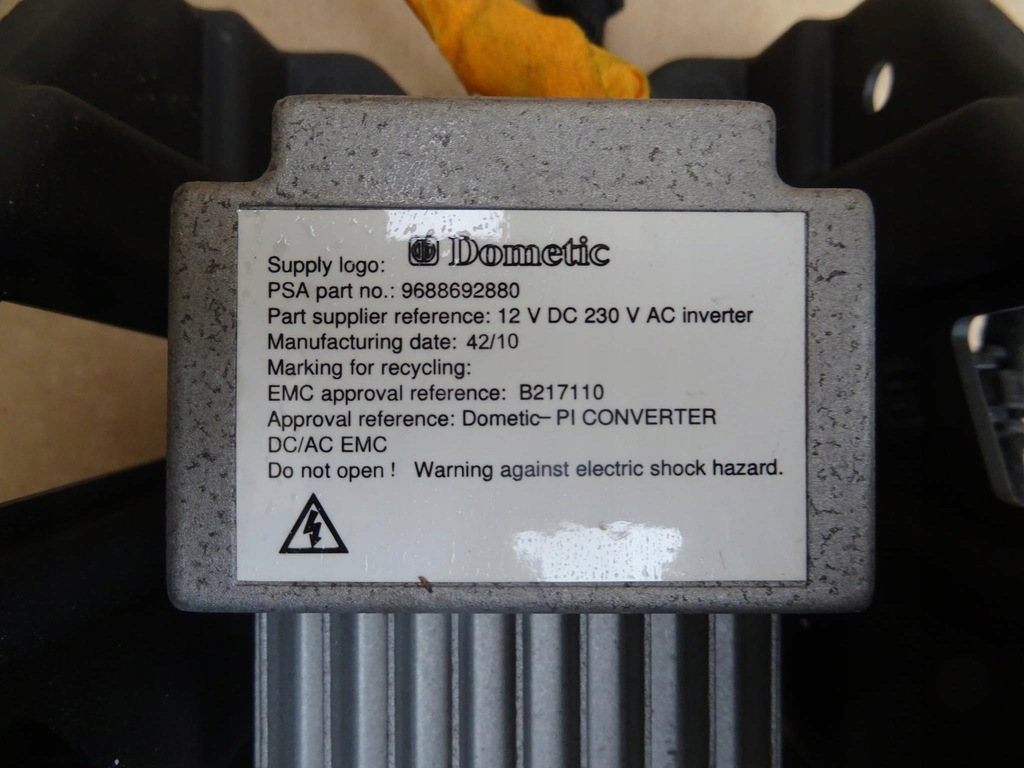 Supply logo: Dometic
PSA part no.: 9688692880
Part supplier reference: 12 V DC 230 V AC inverter
Manufacturing date: 42/10
Marking for recycling:
EMC approval reference: B217110
Approval reference: Dometic– PI CONVERTER
DC/AC EMC
Do not open ! Warning against electric shock hazard.